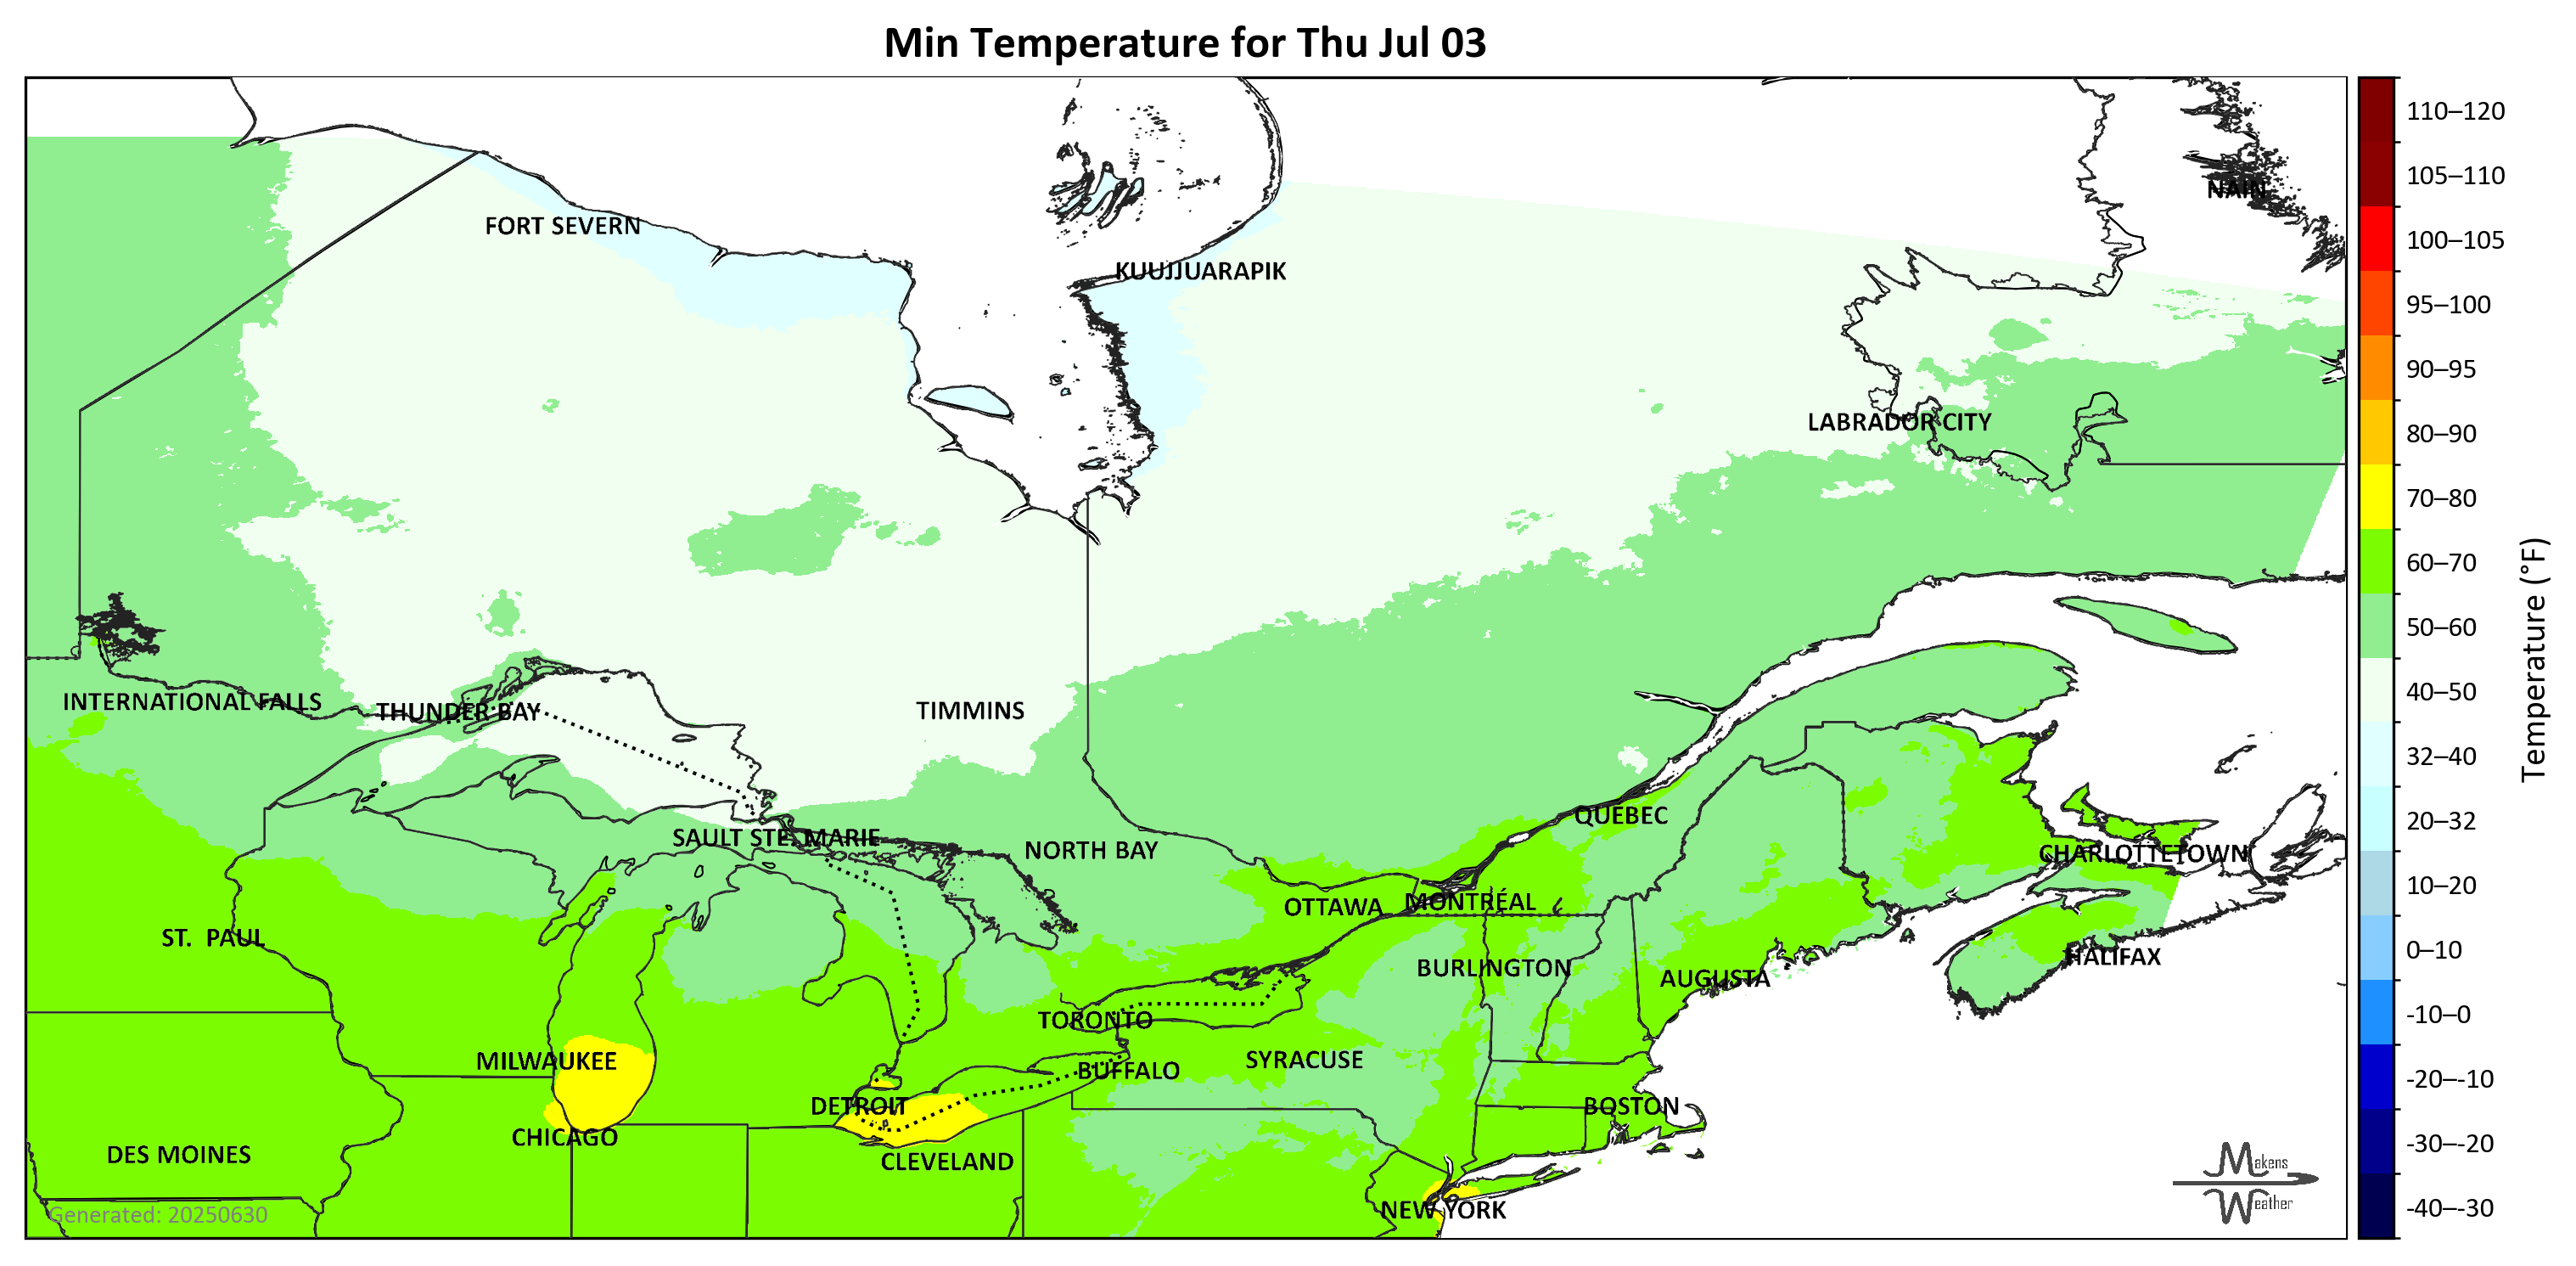 Min Temperature for Thu Jul 03
110–120
105–110
NAIN
100–105
FORT SEVERN
KUUJJUARAPIK
95–100
90–95
LABRADOR CITY
80–90
70–80
60–70
50–60
Temperature (°F)
40–50
INTERNATIONAL FALLS
THUNDER BAY
TIMMINS
32–40
QUEBEC
20–32
SAULT STE. MARIE
NORTH BAY
CHARLOTTETOWN
10–20
OTTAWA
MONTRÉAL
ST. PAUL
0–10
HALIFAX
BURLINGTON
AUGUSTA
-10–0
TORONTO
MILWAUKEE
SYRACUSE
BUFFALO
-20–-10
DETROIT
BOSTON
CHICAGO
-30–-20
DES MOINES
CLEVELAND
Makens
Weather
NEW YORK
-40–-30
Generated: 20250630